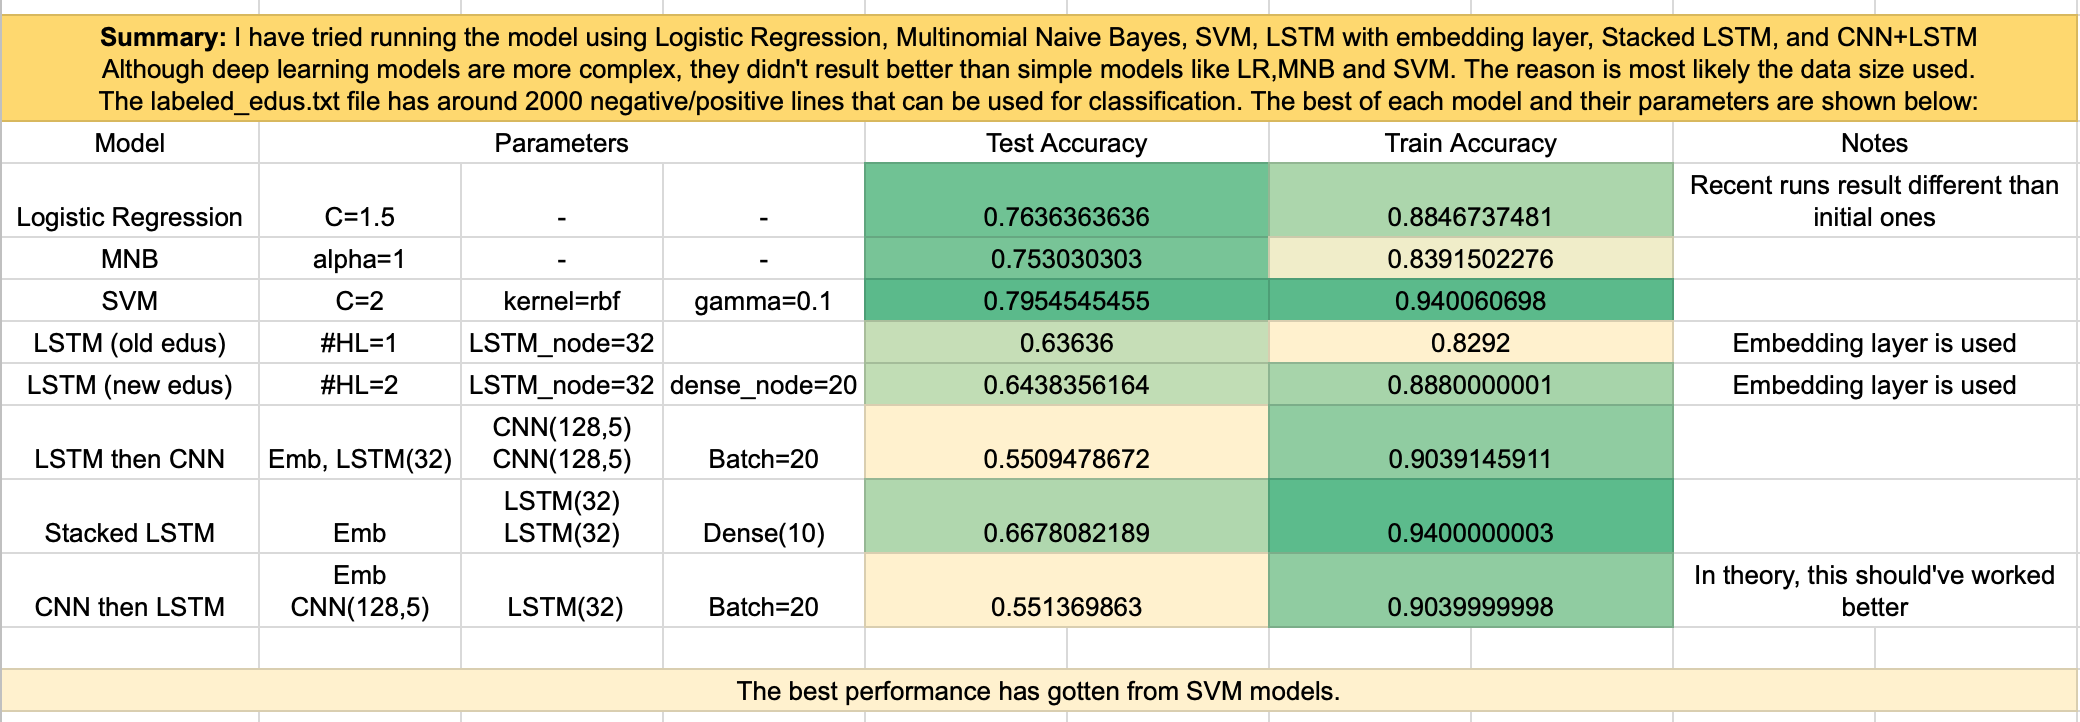 Summary: I have tried running the model using Logistic Regression, Multinomial Naive Bayes, SVM, LSTM with embedding layer, Stacked LSTM, and CNN+LSTM
Although deep learning models are more complex, they didn't result better than simple models like LR,MNB and SVM. The reason is most likely the data size used.
The labeled_edus.txt file has around 2000 negative/positive lines that can be used for classification. The best of each model and their parameters are shown below:
Model Parameters Test Accuracy Train Accuracy Notes
Recent runs result different than
Logistic Regression C=1.5 - - 0.7636363636 0.8846737481 initial ones
MNB alpha=1 - - 0.753030303 0.8391502276
SVM C=2 kernel=rbf gamma=0.1 0.7954545455 0.940060698
LSTM (old edus) #HL=1 LSTM_node=32 0.63636 0.8292 Embedding layer is used
LSTM (new edus) #HL=2 LSTM_node=32 dense_node=20 0.6438356164 0.8880000001 Embedding layer is used
CNN(128,5)
LSTM then CNN Emb, LSTM(32) CNN(128,5) Batch=20 0.5509478672 0.9039145911
LSTM(32)
Stacked LSTM Emb LSTM(32) Dense(10) 0.6678082189 0.9400000003
Emb In theory, this should've worked
CNN then LSTM CNN(128,5) LSTM(32) Batch=20 0.551369863 0.9039999998 better
The best performance has gotten from SVM models.